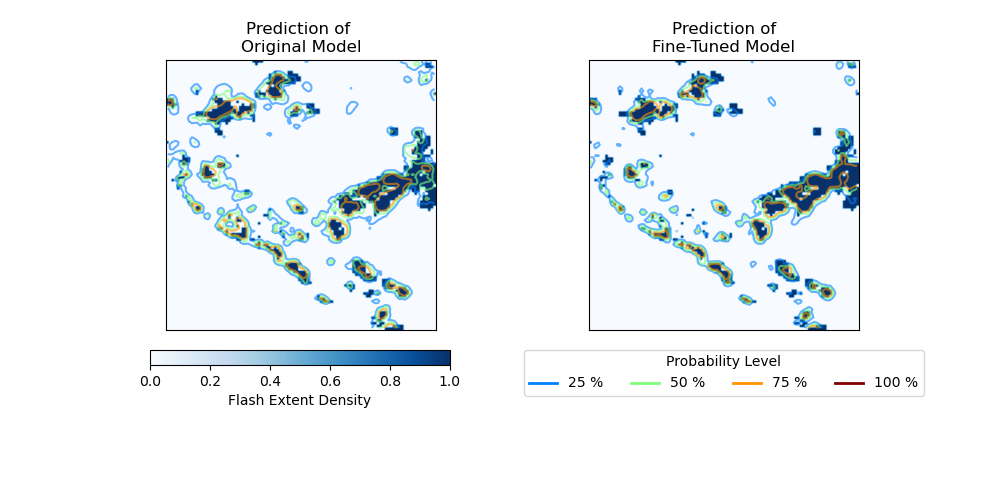 Prediction of
Original Model
Prediction of
Fine-Tuned Model
0.0 0.2 0.4 0.6 0.8 1.0
Flash Extent Density
Probability Level
25 % 50 % 75 % 100 %